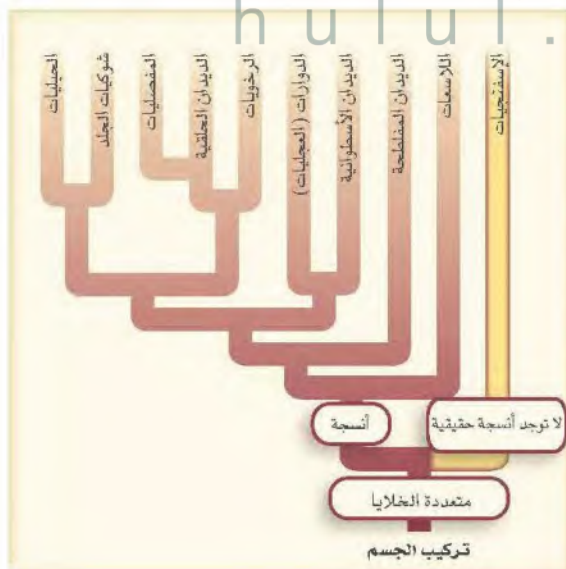 hulul.
الإسفنجيات
اللاسعات
الديدان المفلطحة
الديدان الأسطوانية
الدوارات (العجليات)
الرخويات
الديدان الحلقية
المفصليات
شوكيات الجلد
الحبليات
لا توجد أنسجة حقيقية
أنسجة
متعددة الخلايا
تركيب الجسم